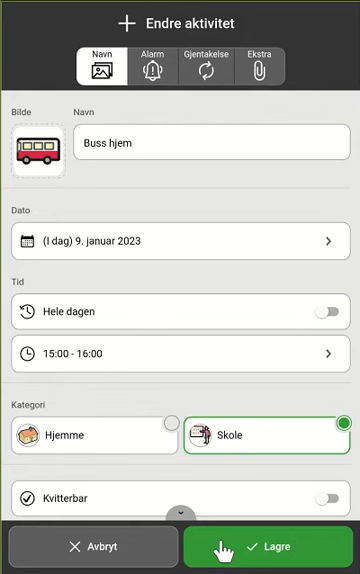 Endre aktivitet
Navn Alarm Gjentakelse Ekstra
Bilde Navn
Buss hjem
Dato
(I dag) 9. januar 2023
Tid
Hele dagen
15:00 - 16:00
Kategori
Hjemme Skole
Kvitterbar
Avbryt Lagre